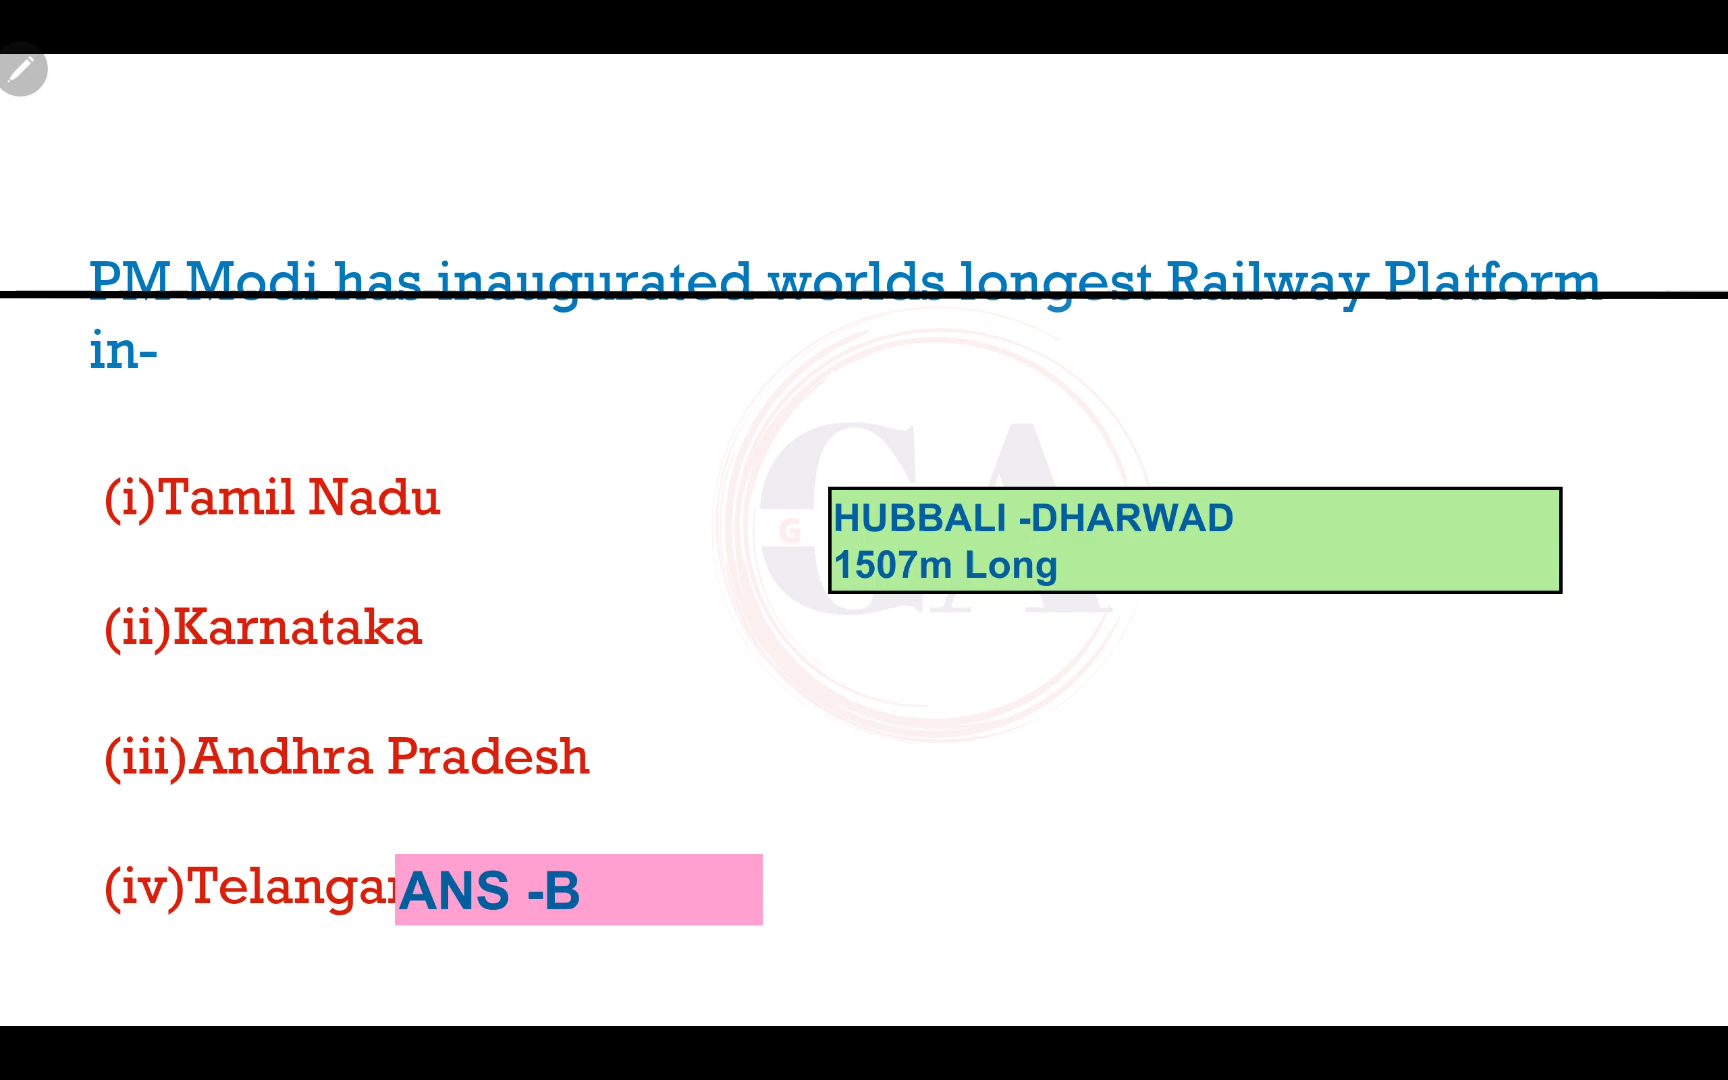 PM Modi has inaugurated worlds longest Railway Platform
in-
(i)Tamil Nadu
HUBBALI -DHARWAD
1507m Long
(ii)Karnataka
(iii)Andhra Pradesh
(iv)
ANS -B
GA
G